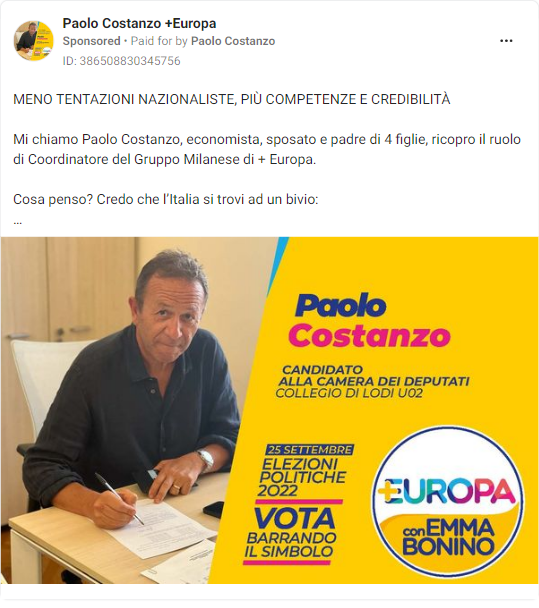 Paolo Costanzo +Europa
Sponsored • Paid for by Paolo Costanzo
ID: 386508830345756
MENO TENTAZIONI NAZIONALISTE, PIÙ COMPETENZE E CREDIBILITÀ
Mi chiamo Paolo Costanzo, economista, sposato e padre di 4 figlie, ricopro il ruolo
di Coordinatore del Gruppo Milanese di + Europa.
Cosa penso? Credo che l'Italia si trovi ad un bivio:
...
Paolo
Costanzo
CANDIDATO
ALLA CAMERA DEI DEPUTATI
COLLEGIO DI LODI U02
25 SETTEMBRE
ELEZIONI
POLITICHE
2022
VOTA
BARRANDO
IL SIMBOLO
+EUROPA
con EMMA
BONINO